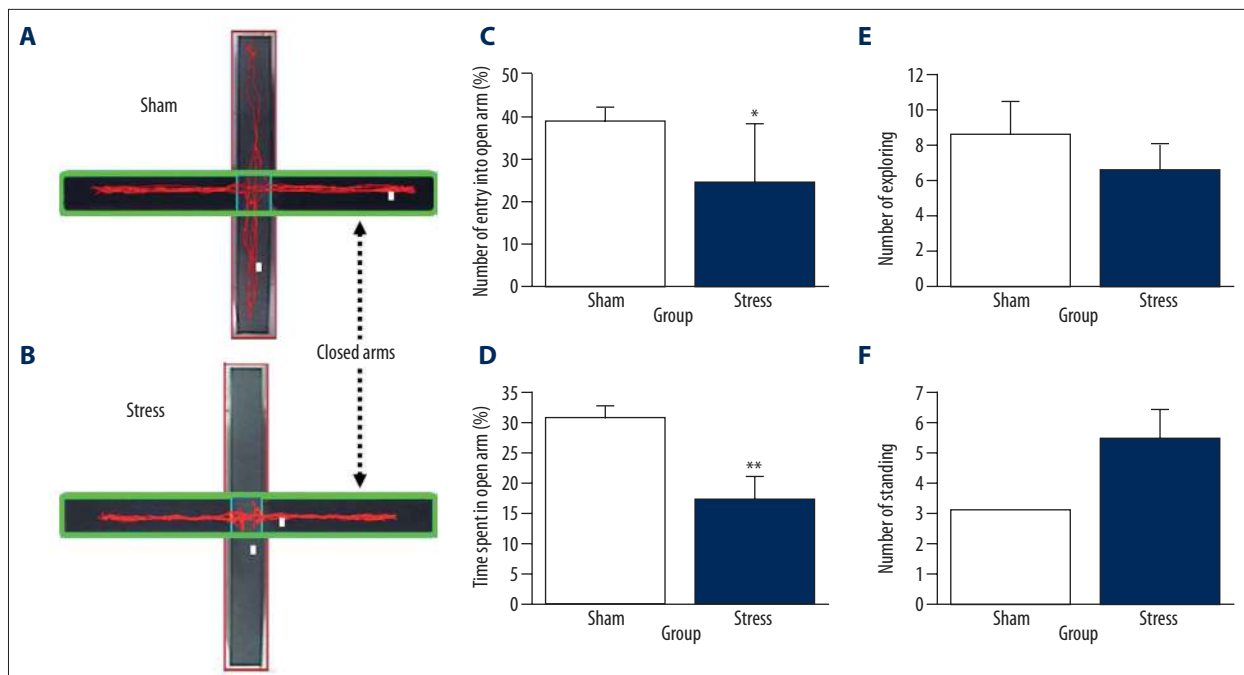 A
Sham
B
Stress
Closed arms
C
Number of entry into open arm (%)
50
40
30
20
10
0
*
Sham
Stress
Group
D
Time spent in open arm (%)
35
30
25
20
15
10
5
0
**
Sham
Stress
Group
E
Number of exploring
12
10
8
6
4
2
0
Sham
Stress
Group
F
Number of standing
7
6
5
4
3
2
1
0
Sham
Stress
Group